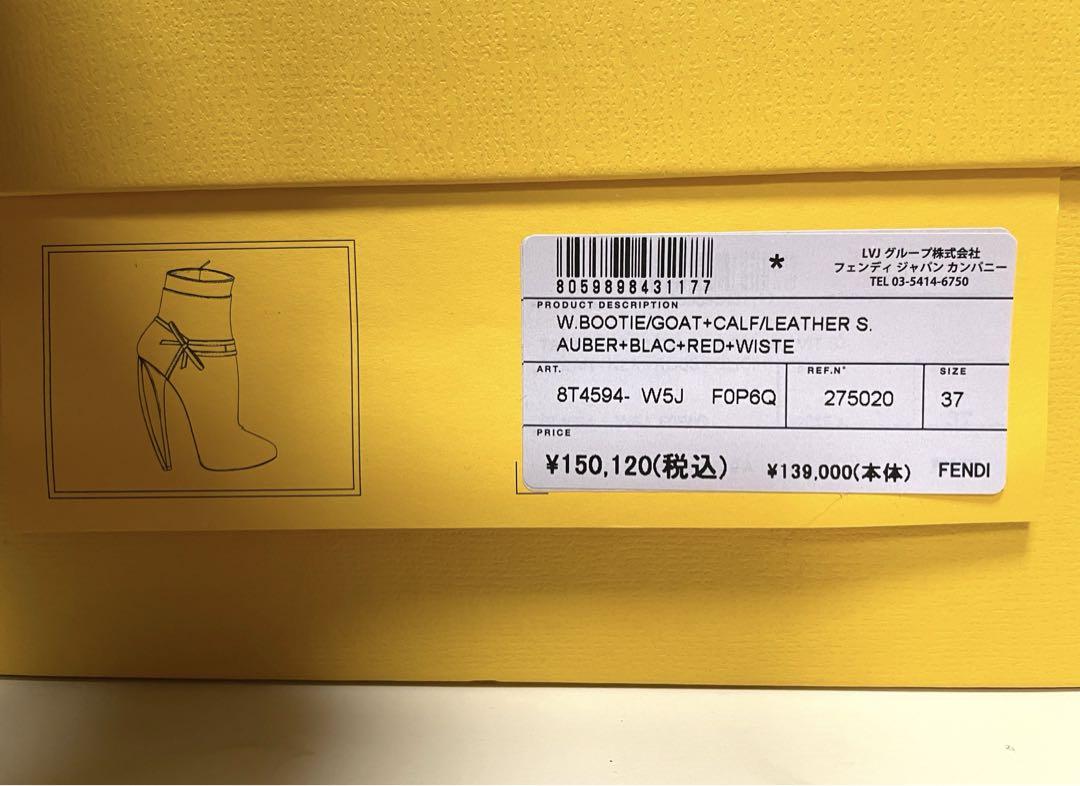 8059898431177
*
LVJ グループ株式会社
フェンディ ジャパン カンパニー
TEL 03-5414-6750
PRODUCT DESCRIPTION
W.BOOTIE/GOAT+CALF/LEATHER S.
AUBER+BLAC+RED+WISTE
ART.
8T4594- W5J F0P6Q
REF.N°
275020
SIZE
37
PRICE
¥150,120(税込) ¥139,000(本体) FENDI